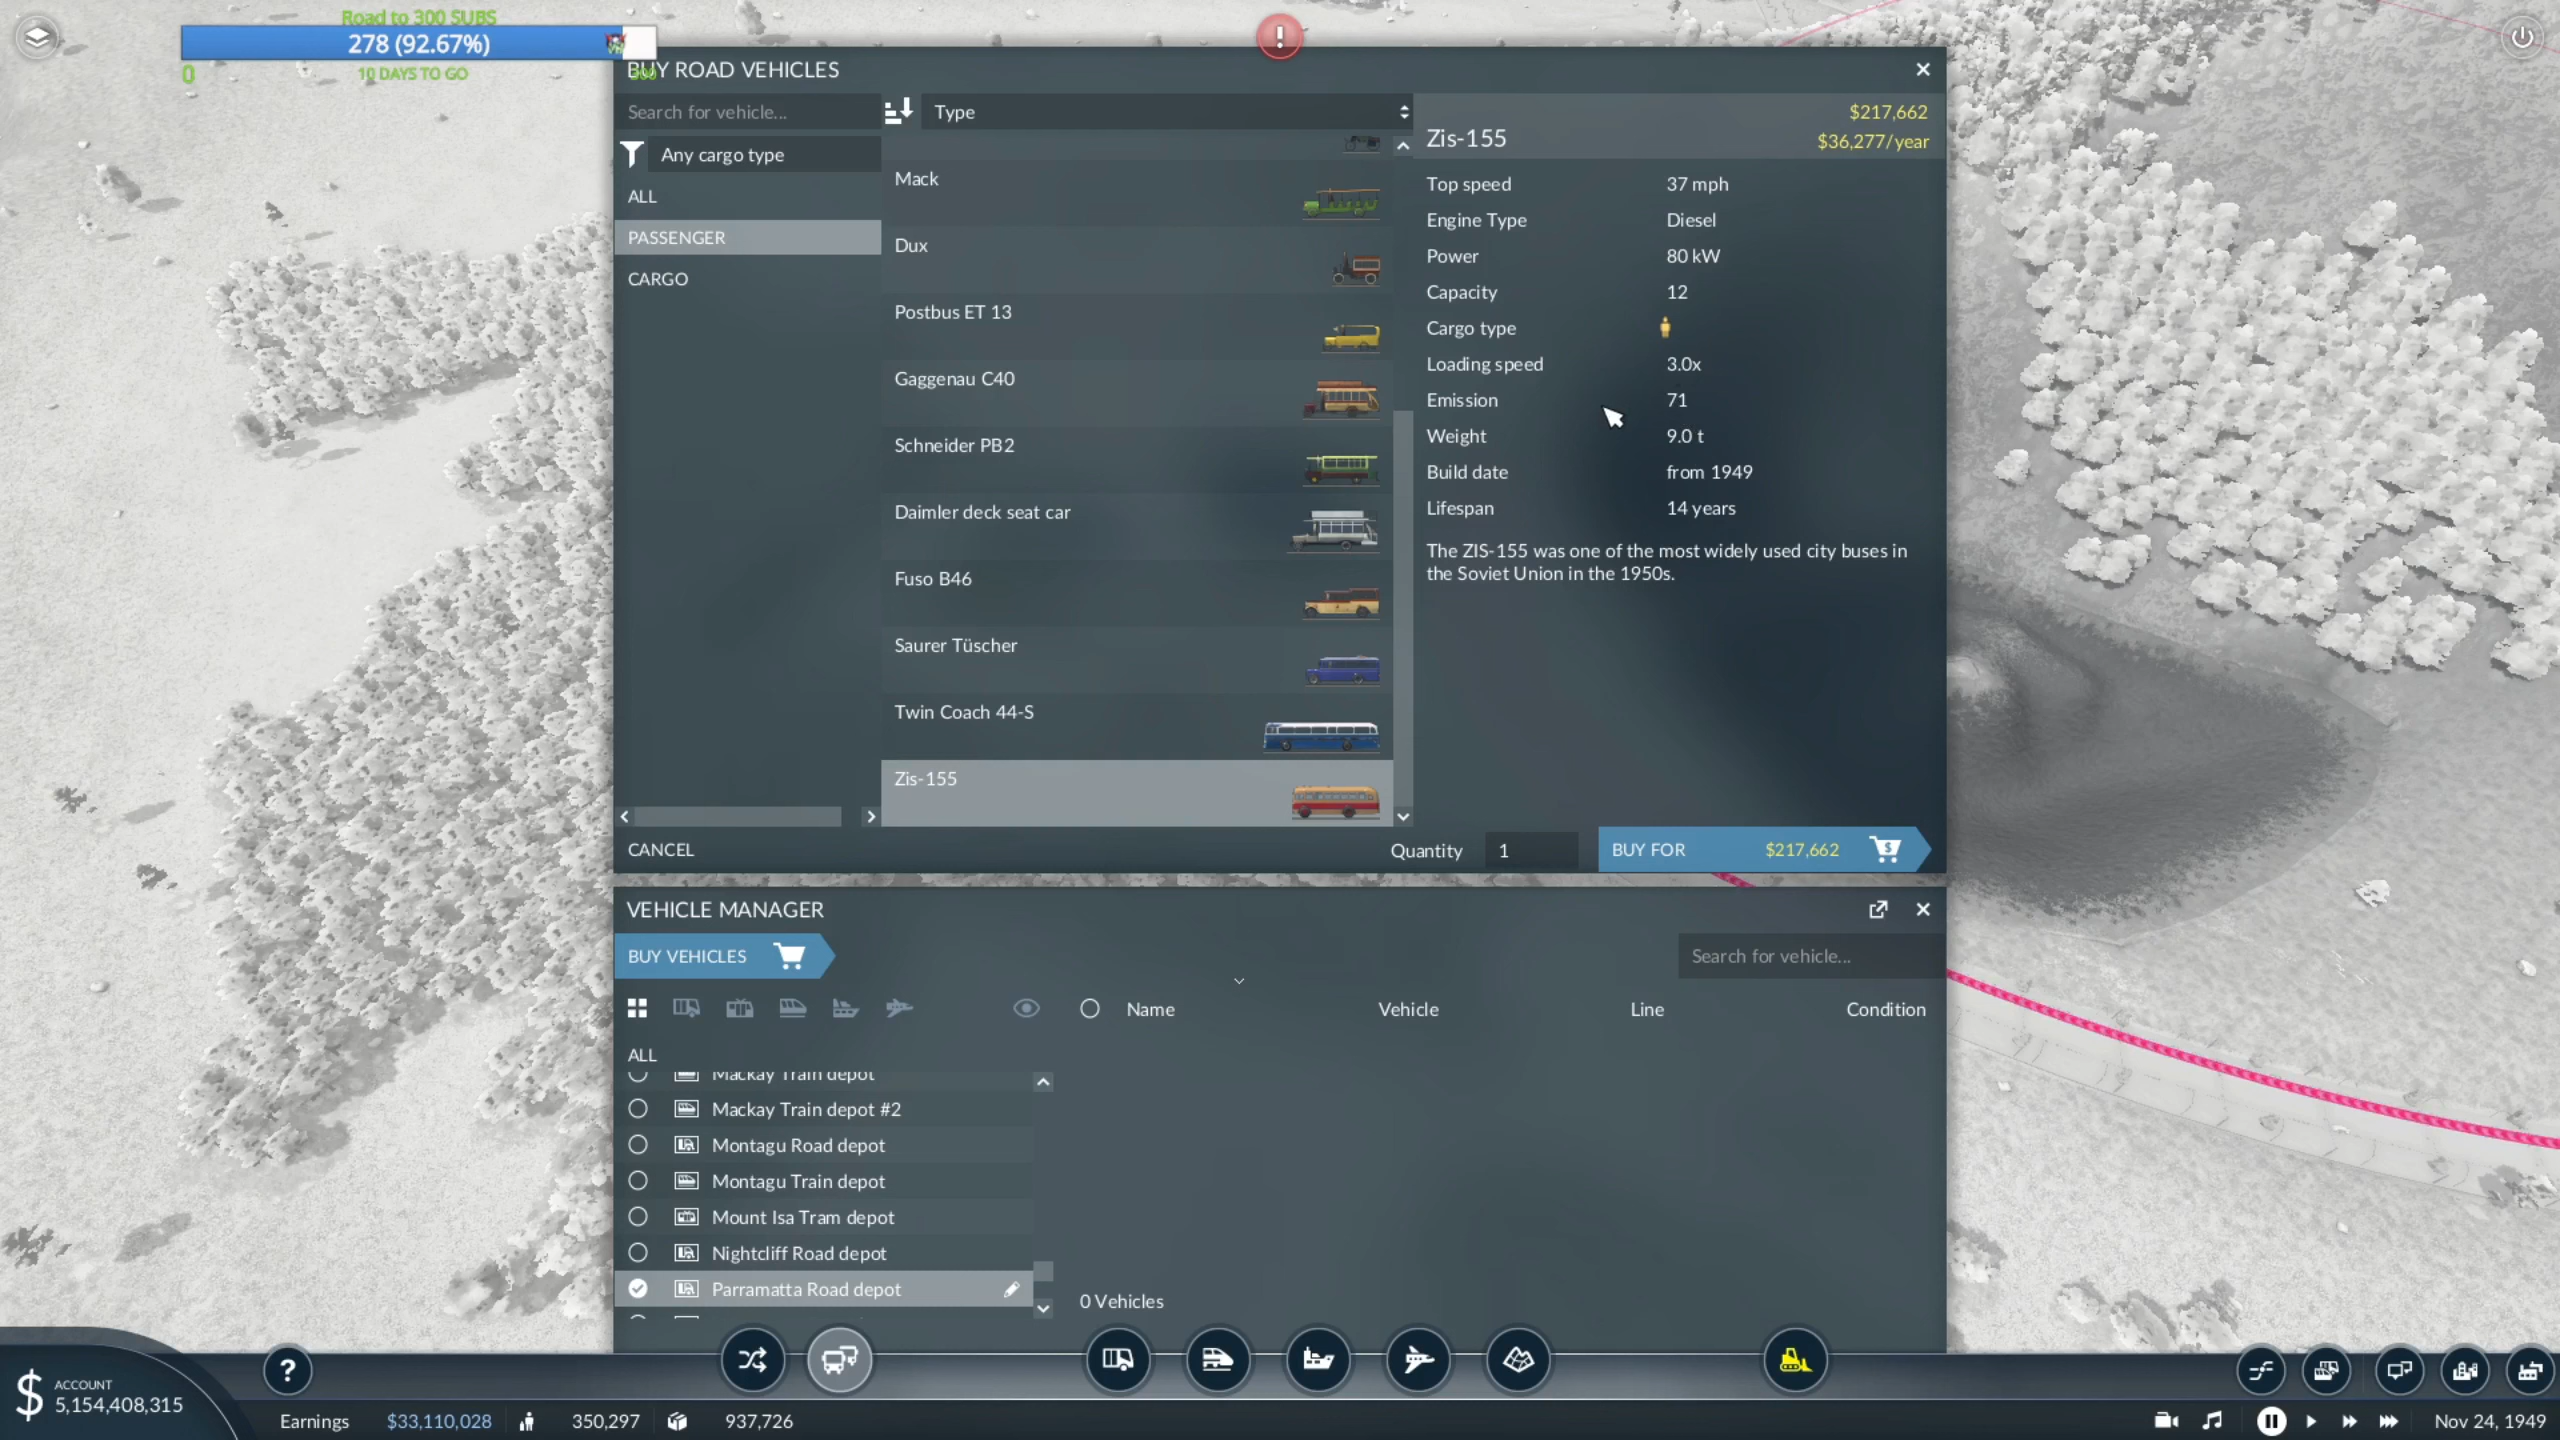 Road to 300 SUBS
278 (92.67%)
0
10 DAYS TO GO
300
BUY ROAD VEHICLES
Search for vehicle...
Type
Any cargo type
ALL
PASSENGER
CARGO
Mack
Dux
Postbus ET 13
Gaggenau C40
Schneider PB2
Daimler deck seat car
Fuso B46
Saurer Tüscher
Twin Coach 44-S
Zis-155
Zis-155
$217,662
$36,277/year
Top speed 37 mph
Engine Type Diesel
Power 80 kW
Capacity 12
Cargo type
Loading speed 3.0x
Emission 71
Weight 9.0 t
Build date from 1949
Lifespan 14 years
The ZIS-155 was one of the most widely used city buses in
the Soviet Union in the 1950s.
CANCEL
Quantity 1
BUY FOR $217,662
VEHICLE MANAGER
BUY VEHICLES
Search for vehicle...
Name Vehicle Line Condition
ALL
Mackay Train depot
Mackay Train depot #2
Montagu Road depot
Montagu Train depot
Mount Isa Tram depot
Nightcliff Road depot
Parramatta Road depot
0 Vehicles
ACCOUNT
5,154,408,315
Earnings $33,110,028 350,297 937,726
Nov 24, 1949